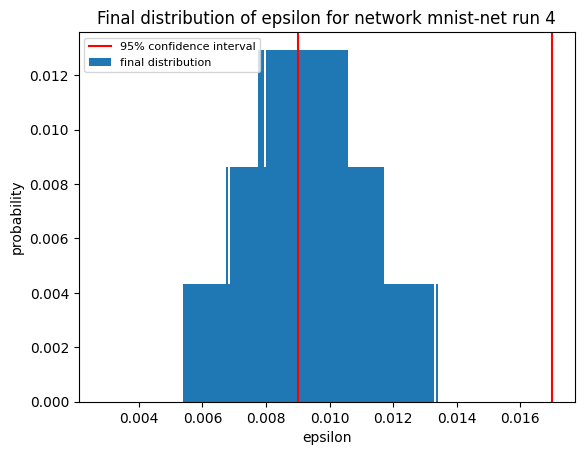 Final distribution of epsilon for network mnist-net run 4
95% confidence interval
final distribution
probability
0.012
0.010
0.008
0.006
0.004
0.002
0.000
0.004 0.006 0.008 0.010 0.012 0.014 0.016
epsilon